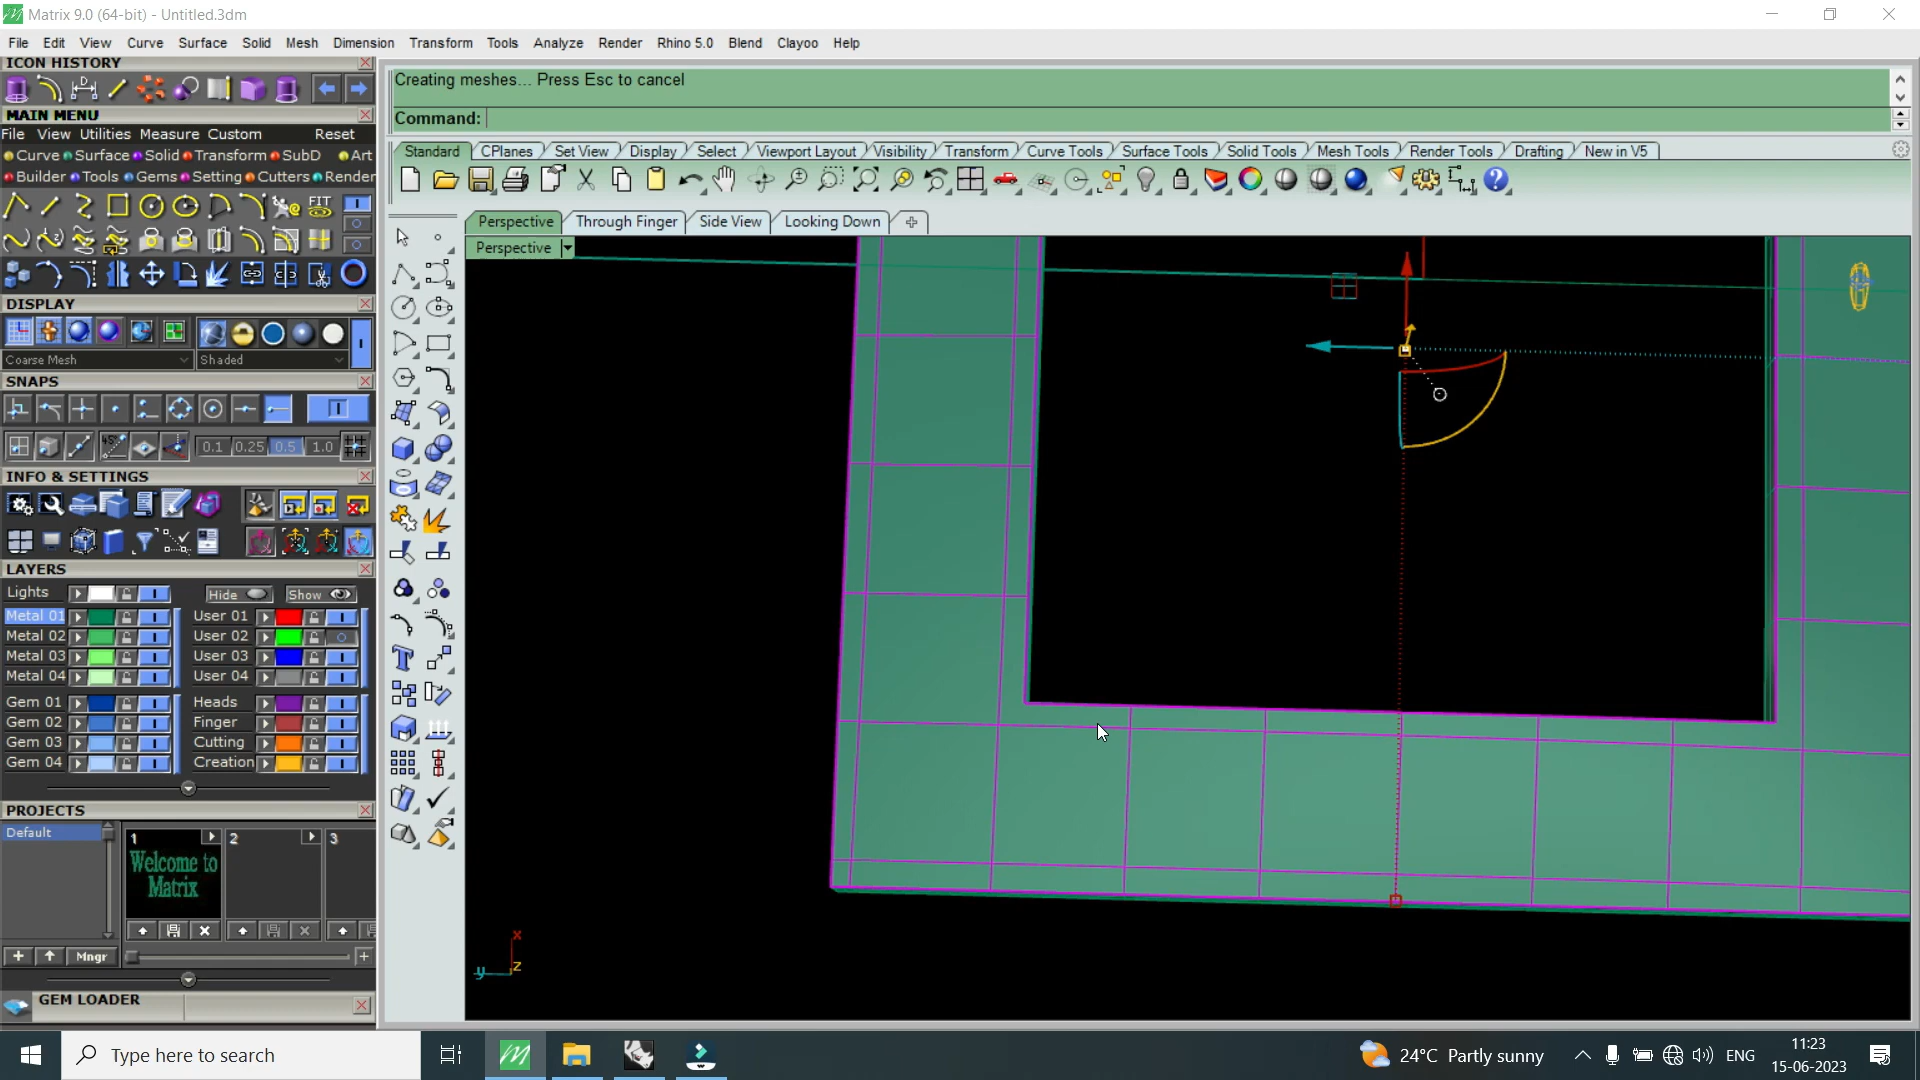 Matrix 9.0 (64-bit) - Untitled.3dm
File Edit View Curve Surface Solid Mesh Dimension Transform Tools Analyze Render Rhino 5.0 Blend Clayoo Help
ICON HISTORY
MAIN MENU
File View Utilities Measure Custom Reset
Curve Surface Solid Transform SubD Art
Builder Tools Gems Setting Cutters Render
FIT
DISPLAY
Coarse Mesh Shaded
SNAPS
0.1 0.25 0.5 1.0
INFO & SETTINGS
LAYERS
Lights Hide Show
Metal 01 User 01
Metal 02 User 02
Metal 03 User 03
Metal 04 User 04
Gem 01 Heads
Gem 02 Finger
Gem 03 Cutting
Gem 04 Creation
PROJECTS
Default 1 2 3
Welcome to
Matrix
Mngr
GEM LOADER
Creating meshes... Press Esc to cancel
Command:
Standard CPlanes Set View Display Select Viewport Layout Visibility Transform Curve Tools Surface Tools Solid Tools Mesh Tools Render Tools Drafting New in V5
Perspective Through Finger Side View Looking Down
Perspective
x
y z
Type here to search
24°C Partly sunny
ENG
11:23
15-06-2023